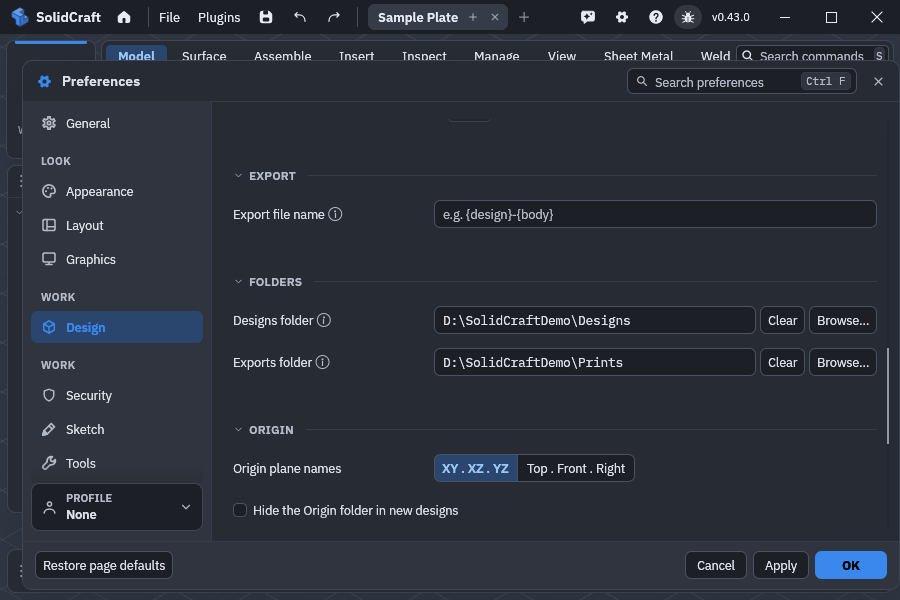 SolidCraft File Plugins Sample Plate v0.43.0
Model Surface Assemble Insert Inspect Manage View Sheet Metal Weld Search commands S
Preferences Search preferences Ctrl F
General
LOOK
Appearance
Layout
Graphics
WORK
Design
WORK
Security
Sketch
Tools
PROFILE
None
EXPORT
Export file name e.g. {design}-{body}
FOLDERS
Designs folder D:\SolidCraftDemo\Designs Clear Browse...
Exports folder D:\SolidCraftDemo\Prints Clear Browse...
ORIGIN
Origin plane names XY . XZ . YZ Top . Front . Right
Hide the Origin folder in new designs
Restore page defaults Cancel Apply OK